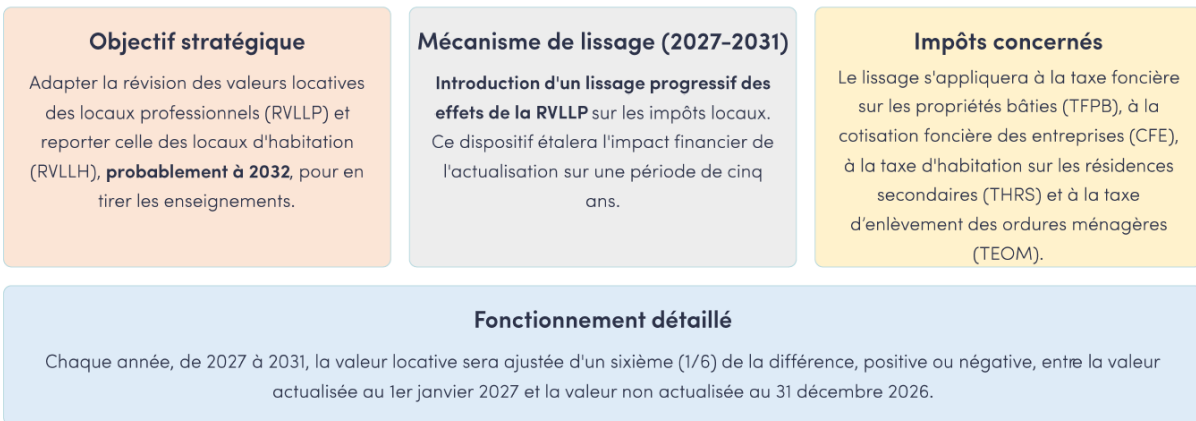 Objectif stratégique
Adapter la révision des valeurs locatives
des locaux professionnels (RVLLP) et
reporter celle des locaux d'habitation
(RVLLH), probablement à 2032, pour en
tirer les enseignements.
Mécanisme de lissage (2027-2031)
Introduction d'un lissage progressif des
effets de la RVLLP sur les impôts locaux.
Ce dispositif étalera l'impact financier de
l'actualisation sur une période de cinq
ans.
Impôts concernés
Le lissage s'appliquera à la taxe foncière
sur les propriétés bâties (TFPB), à la
cotisation foncière des entreprises (CFE),
à la taxe d'habitation sur les résidences
secondaires (THRS) et à la taxe
d’enlèvement des ordures ménagères
(TEOM).
Fonctionnement détaillé
Chaque année, de 2027 à 2031, la valeur locative sera ajustée d'un sixième (1/6) de la différence, positive ou négative, entre la valeur
actualisée au 1er janvier 2027 et la valeur non actualisée au 31 décembre 2026.